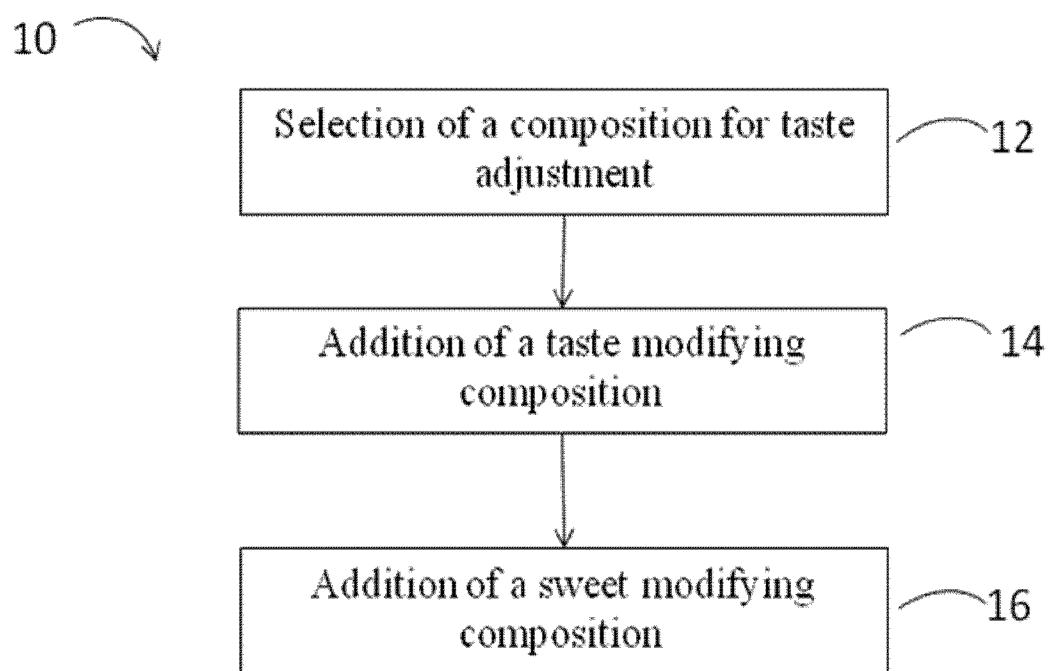 10
Selection of a composition for taste
adjustment
12
Addition of a taste modifying
composition
14
Addition of a sweet modifying
composition
16